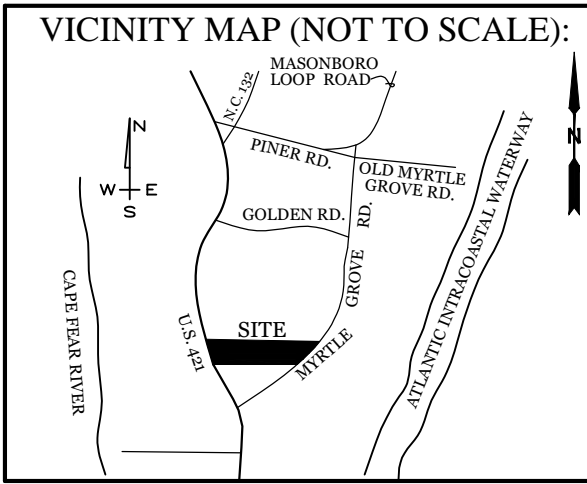 VICINITY MAP (NOT TO SCALE):
MASONBORO
LOOP ROAD
N.C. 132
N
N
PINER RD.
OLD MYRTLE
GROVE RD.
W E
S
GOLDEN RD.
MYRTLE GROVE RD.
SITE
U.S. 421
CAPE FEAR RIVER
ATLANTIC INTRACOASTAL WATERWAY